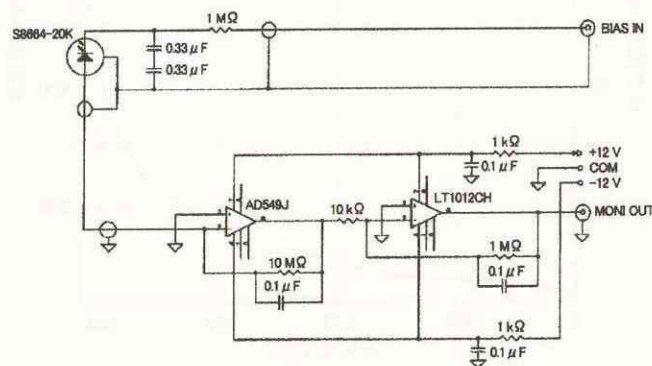 S8664-20K
1 MΩ
BIAS IN
0.33 μF
0.33 μF
1 kΩ
+12 V
0.1 μF
COM
-12 V
AD549J
LT1012CH
10 kΩ
MONI OUT
10 MΩ
0.1 μF
1 MΩ
0.1 μF
1 kΩ
0.1 μF